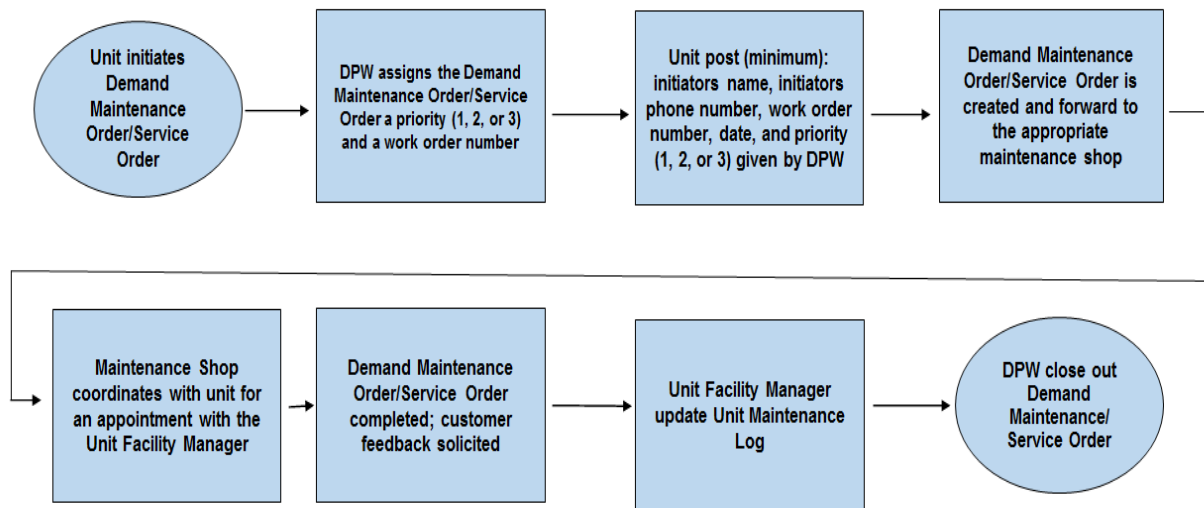 Unit initiates
Demand
Maintenance
Order/Service
Order
DPW assigns the Demand
Maintenance Order/Service
Order a priority (1, 2, or 3)
and a work order number
Unit post (minimum):
initiators name, initiators
phone number, work order
number, date, and priority
(1, 2, or 3) given by DPW
Demand Maintenance
Order/Service Order is
created and forward to
the appropriate
maintenance shop
Maintenance Shop
coordinates with unit for
an appointment with the
Unit Facility Manager
Demand Maintenance
Order/Service Order
completed; customer
feedback solicited
Unit Facility Manager
update Unit Maintenance
Log
DPW close out
Demand
Maintenance/
Service Order